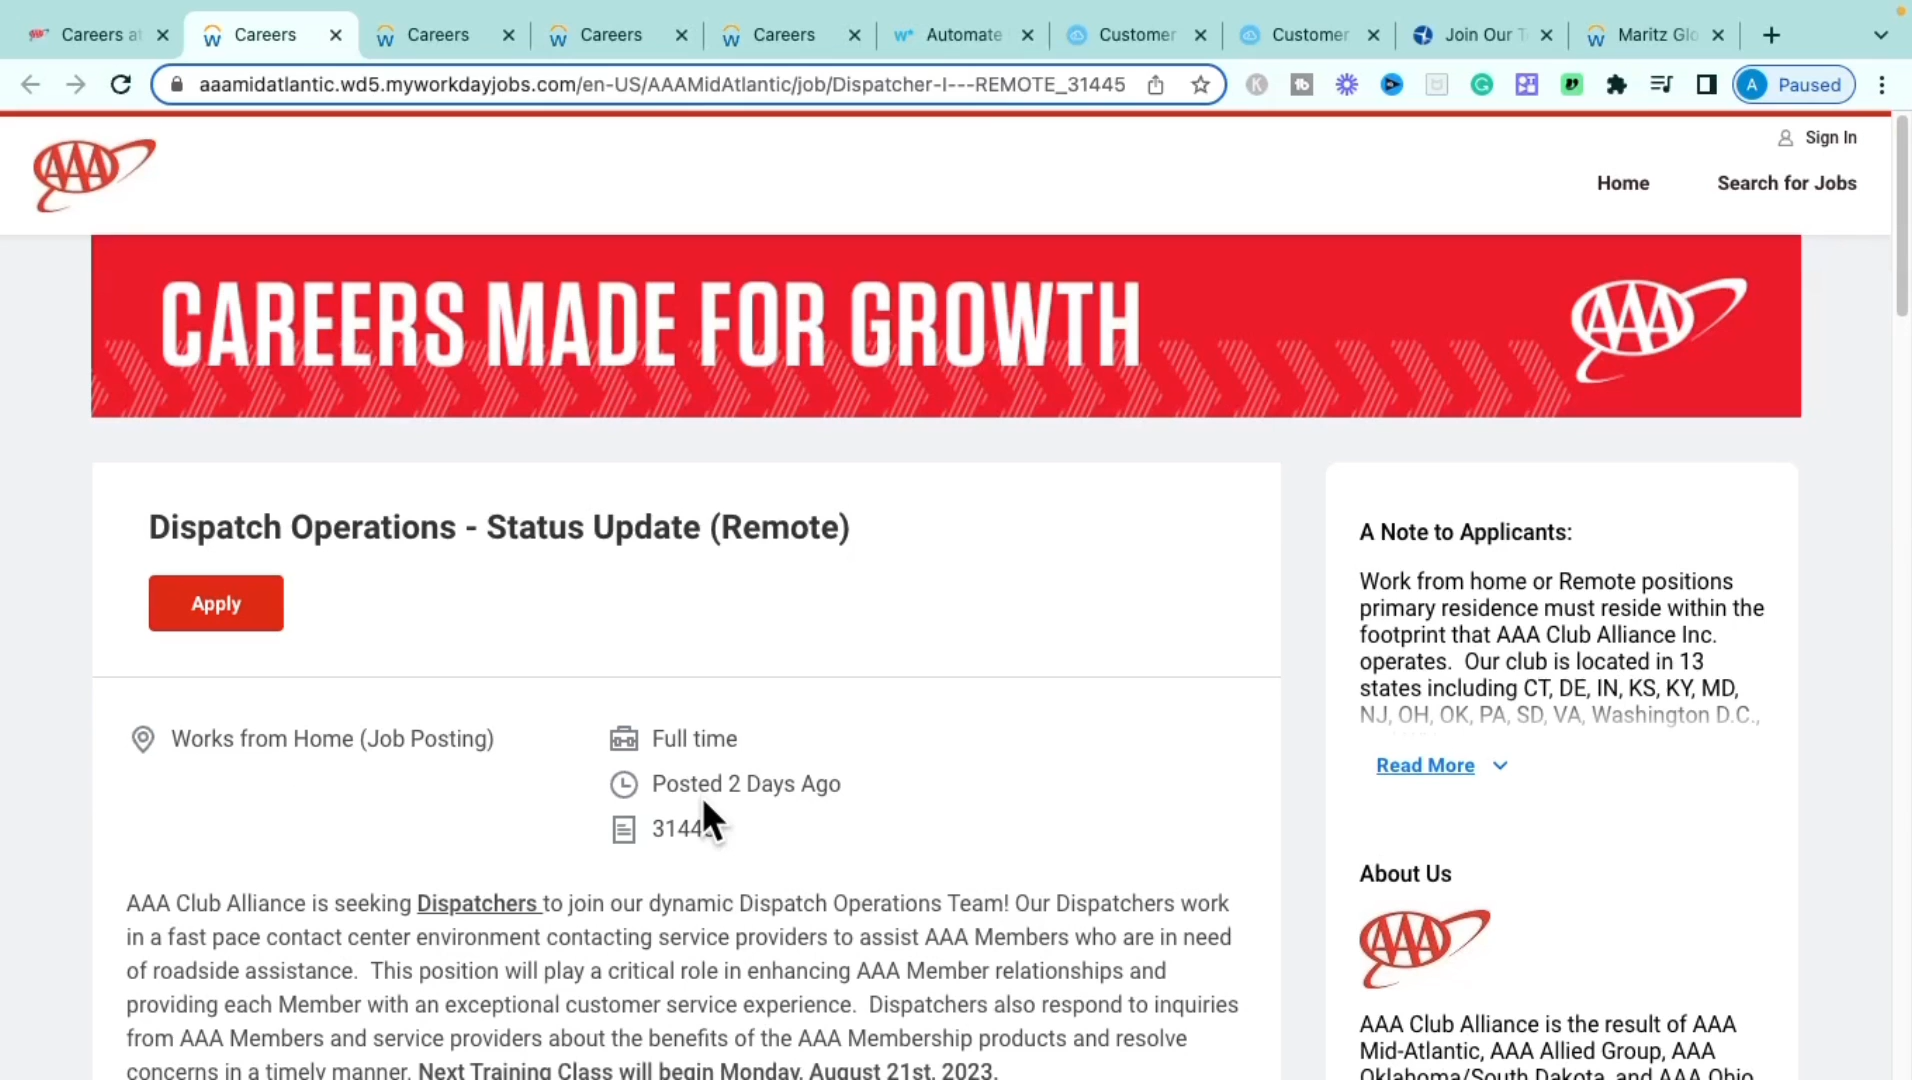 Careers at
Careers
Careers
Careers
Careers
Automate
Customer
Customer
Join Our T
Maritz Glo
aaamidatlantic.wd5.myworkdayjobs.com/en-US/AAAMidAtlantic/job/Dispatcher-I---REMOTE_31445
A Paused
AAA
Sign In
Home
Search for Jobs
CAREERS MADE FOR GROWTH
AAA
Dispatch Operations - Status Update (Remote)
Apply
Works from Home (Job Posting)
Full time
Posted 2 Days Ago
AAA Club Alliance is seeking Dispatchers to join our dynamic Dispatch Operations Team! Our Dispatchers work
in a fast pace contact center environment contacting service providers to assist AAA Members who are in need
of roadside assistance.  This position will play a critical role in enhancing AAA Member relationships and
providing each Member with an exceptional customer service experience.  Dispatchers also respond to inquiries
from AAA Members and service providers about the benefits of the AAA Membership products and resolve
concerns in a timely manner. Next Training Class will begin Monday, August 21st, 2023.
A Note to Applicants:
Work from home or Remote positions
primary residence must reside within the
footprint that AAA Club Alliance Inc.
operates.  Our club is located in 13
states including CT, DE, IN, KS, KY, MD,
NJ, OH, OK, PA, SD, VA, Washington D.C.,
Read More
About Us
AAA
AAA Club Alliance is the result of AAA
Mid-Atlantic, AAA Allied Group, AAA
Oklahoma/South Dakota, and AAA Ohio